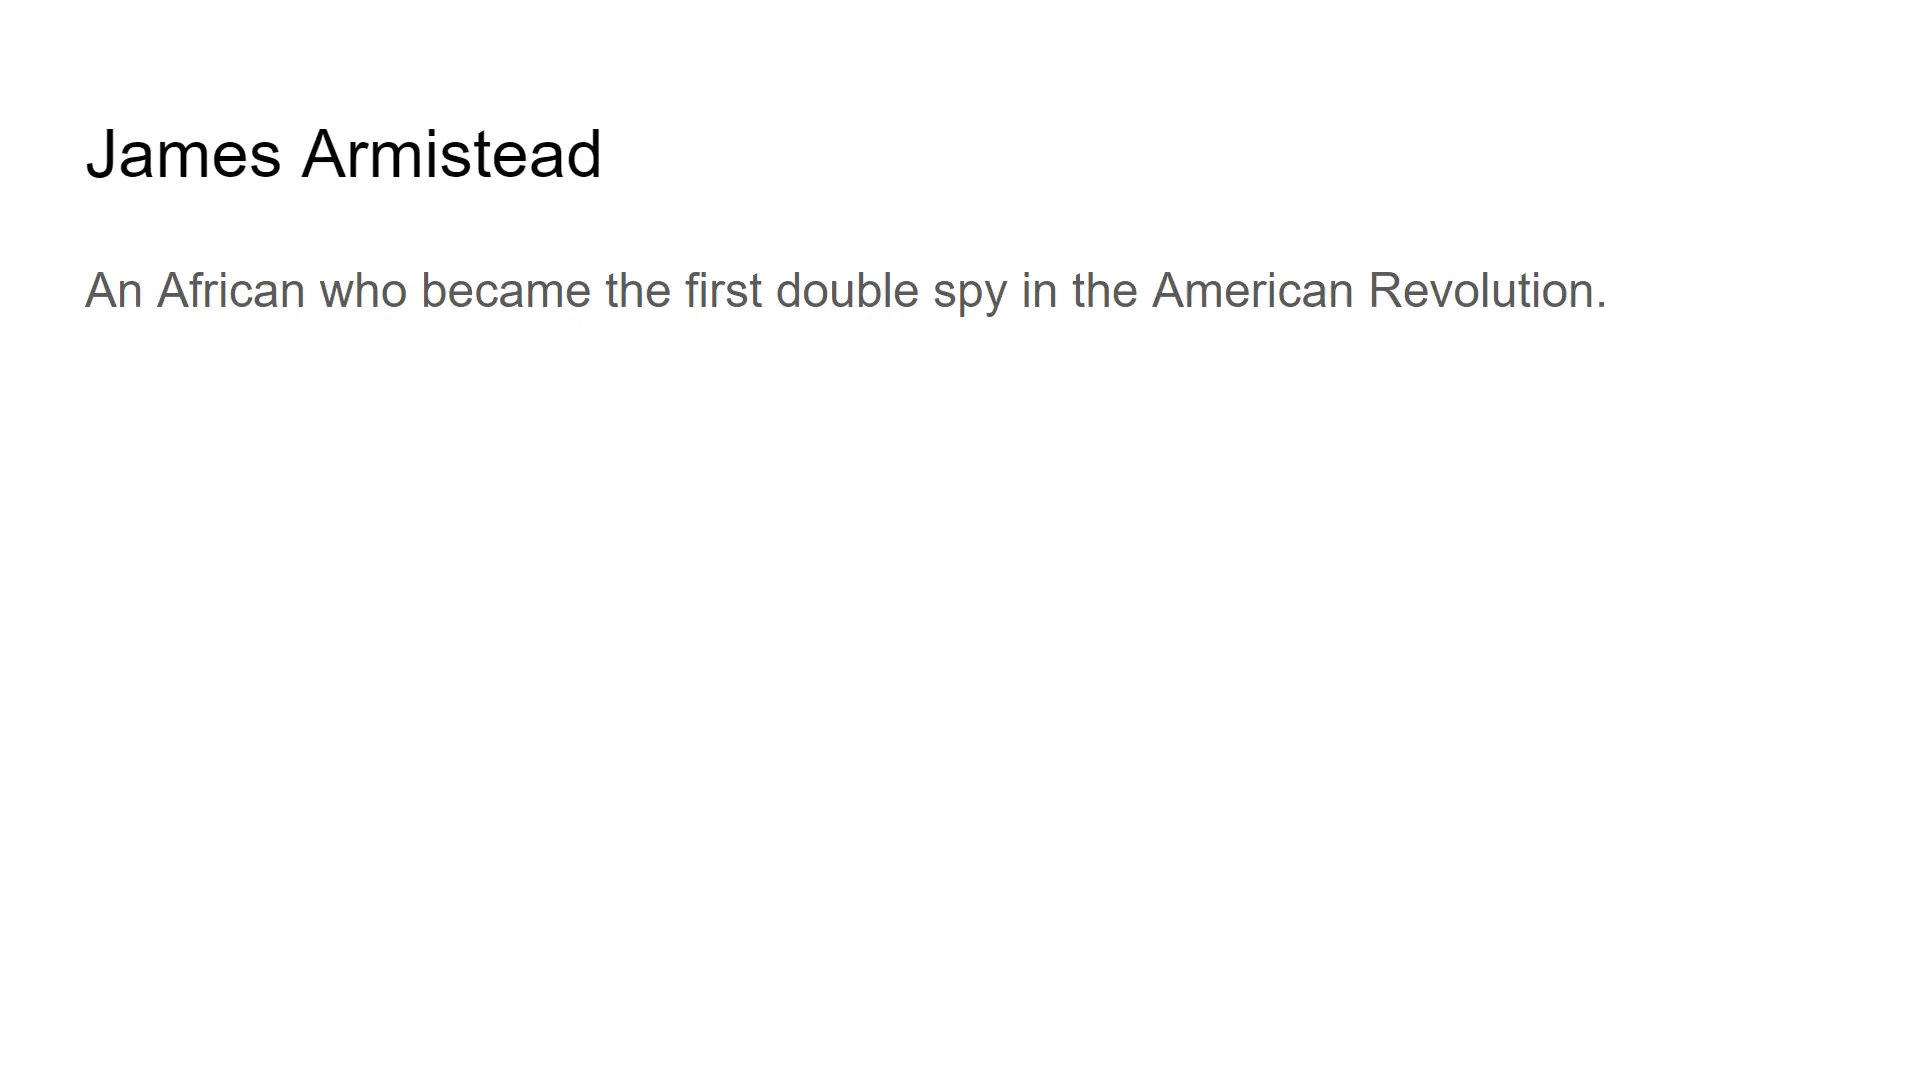 James Armistead
An African who became the first double spy in the American Revolution.